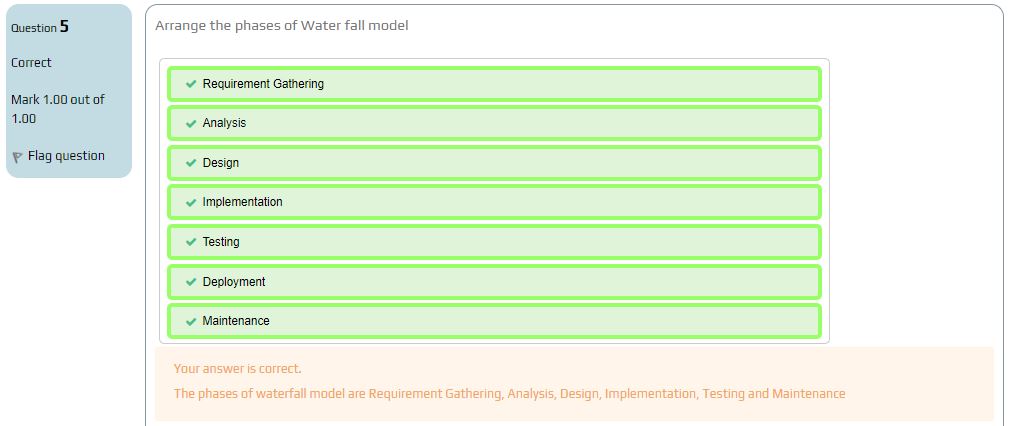 Question 5
Correct
Mark 1.00 out of
1.00
Flag question
Arrange the phases of Water fall model
Requirement Gathering
Analysis
Design
Implementation
Testing
Deployment
Maintenance
Your answer is correct.
The phases of waterfall model are Requirement Gathering, Analysis, Design, Implementation, Testing and Maintenance